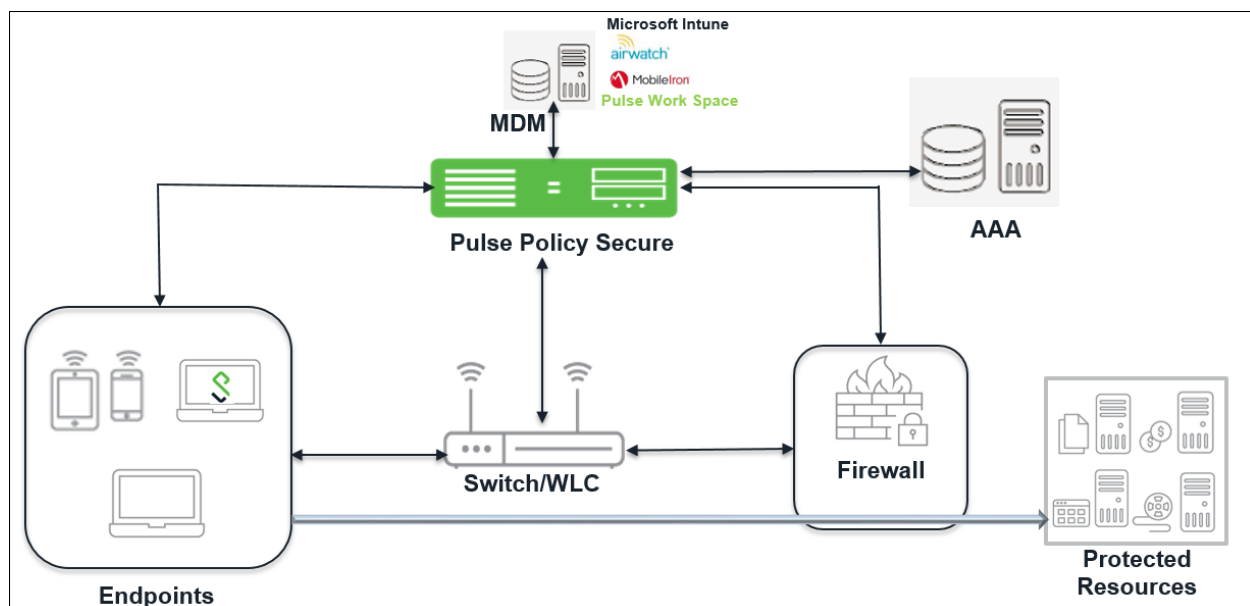 Microsoft Intune
airwatch
MobileIron
Pulse Work Space
MDM
AAA
Pulse Policy Secure
Switch/WLC
Firewall
Protected
Resources
Endpoints